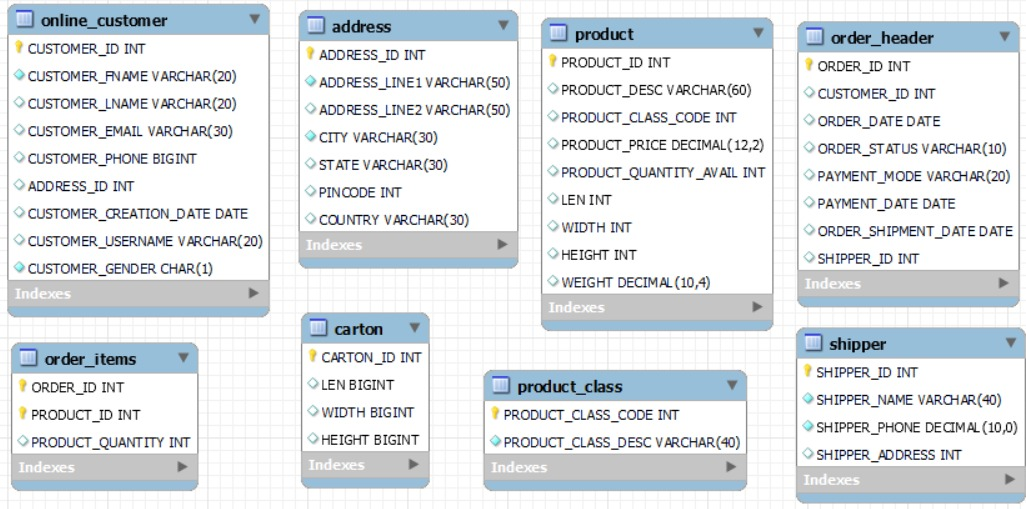 online_customer
CUSTOMER_ID INT
CUSTOMER_FNAME VARCHAR(20)
CUSTOMER_LNAME VARCHAR(20)
CUSTOMER_EMAIL VARCHAR(30)
CUSTOMER_PHONE BIGINT
ADDRESS_ID INT
CUSTOMER_CREATION_DATE DATE
CUSTOMER_USERNAME VARCHAR(20)
CUSTOMER_GENDER CHAR(1)
Indexes
address
ADDRESS_ID INT
ADDRESS_LINE1 VARCHAR(50)
ADDRESS_LINE2 VARCHAR(50)
CITY VARCHAR(30)
STATE VARCHAR(30)
PINCODE INT
COUNTRY VARCHAR(30)
Indexes
product
PRODUCT_ID INT
PRODUCT_DESC VARCHAR(60)
PRODUCT_CLASS_CODE INT
PRODUCT_PRICE DECIMAL(12,2)
PRODUCT_QUANTITY_AVAIL INT
LEN INT
WIDTH INT
HEIGHT INT
WEIGHT DECIMAL(10,4)
Indexes
order_header
ORDER_ID INT
CUSTOMER_ID INT
ORDER_DATE DATE
ORDER_STATUS VARCHAR(10)
PAYMENT_MODE VARCHAR(20)
PAYMENT_DATE DATE
ORDER_SHIPMENT_DATE DATE
SHIPPER_ID INT
Indexes
order_items
ORDER_ID INT
PRODUCT_ID INT
PRODUCT_QUANTITY INT
Indexes
carton
CARTON_ID INT
LEN BIGINT
WIDTH BIGINT
HEIGHT BIGINT
Indexes
product_class
PRODUCT_CLASS_CODE INT
PRODUCT_CLASS_DESC VARCHAR(40)
Indexes
shipper
SHIPPER_ID INT
SHIPPER_NAME VARCHAR(40)
SHIPPER_PHONE DECIMAL(10,0)
SHIPPER_ADDRESS INT
Indexes